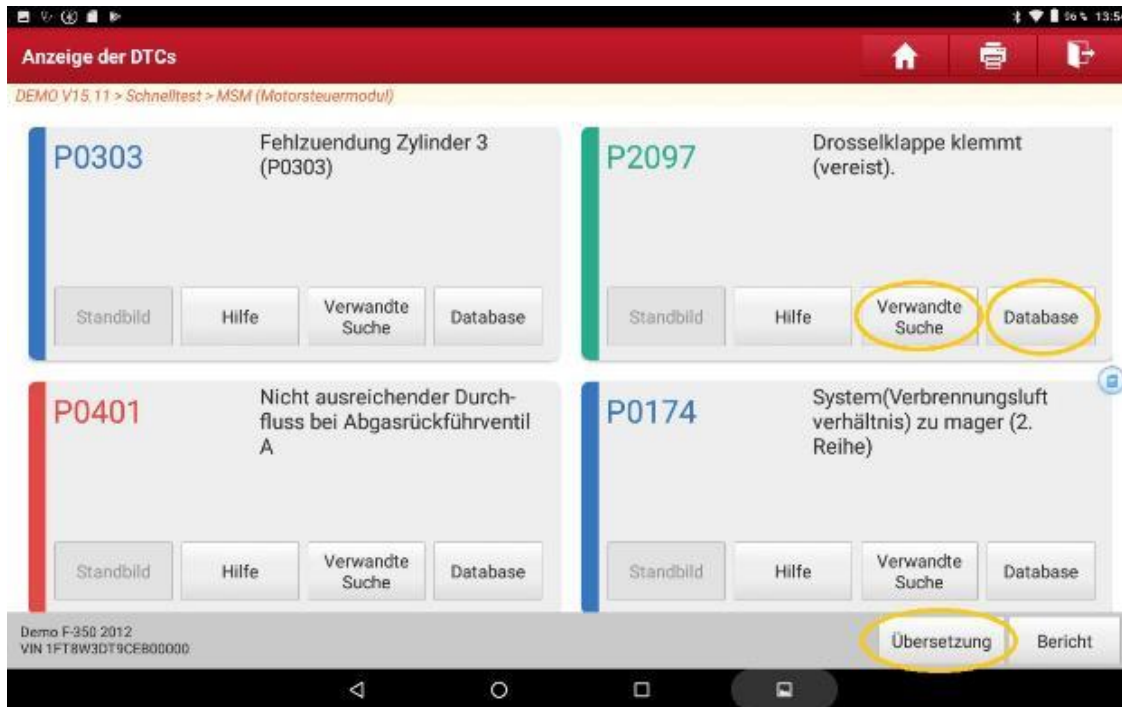 96 % 13:54
Anzeige der DTCs
DEMO V15.11 > Schnelltest > MSM (Motorsteuermodul)
P0303
Fehlzuendung Zylinder 3
(P0303)
Standbild
Hilfe
Verwandte
Suche
Database
P2097
Drosselklappe klemmt
(vereist).
Standbild
Hilfe
Verwandte
Suche
Database
P0401
Nicht ausreichender Durch-
fluss bei Abgasrückführventil
A
Standbild
Hilfe
Verwandte
Suche
Database
P0174
System(Verbrennungsluft
verhältnis) zu mager (2.
Reihe)
Standbild
Hilfe
Verwandte
Suche
Database
Demo F-350 2012
VIN 1FT8W3DT9CEB00000
Übersetzung
Bericht